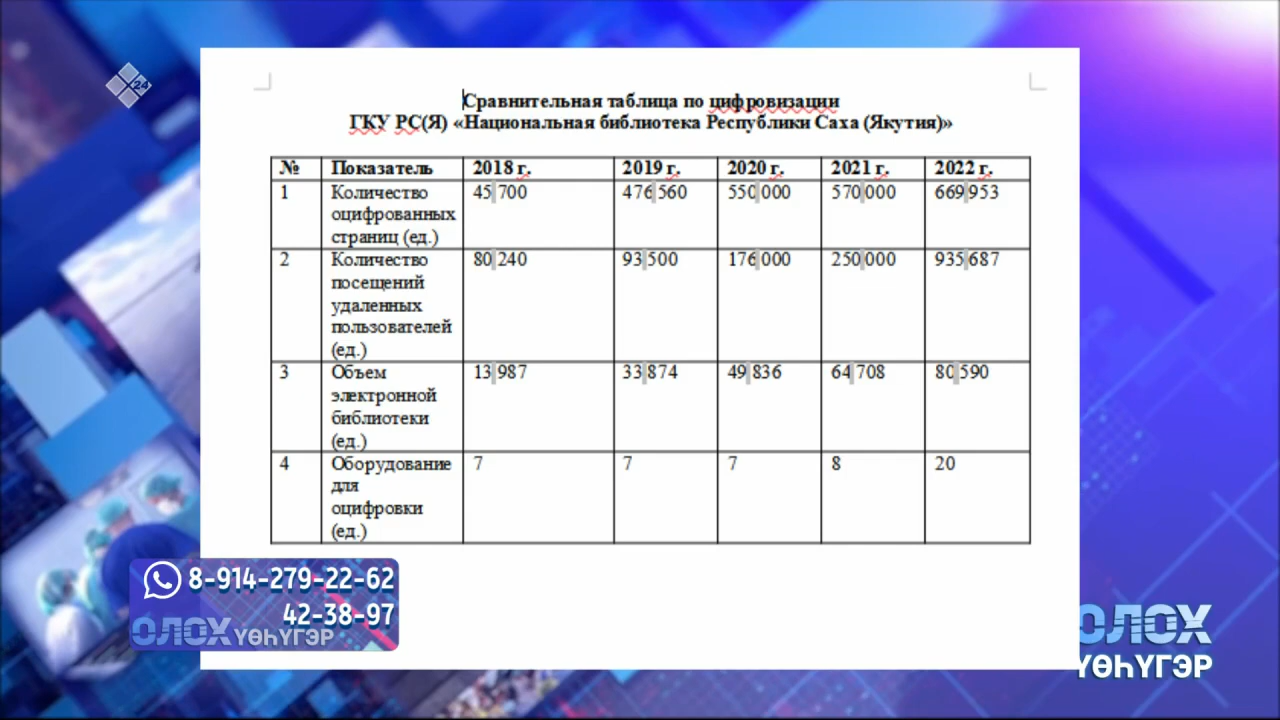 24
Сравнительная таблица по цифровизации
ГКУ РС(Я) «Национальная библиотека Республики Саха (Якутия)»
№ Показатель 2018 г. 2019 г. 2020 г. 2021 г. 2022 г.
1 Количество 45 700 476 560 550 000 570 000 669 953
оцифрованных
страниц (ед.)
2 Количество 80 240 93 500 176 000 250 000 935 687
посещений
удаленных
пользователей
(ед.)
3 Объем 13 987 33 874 49 836 64 708 80 590
электронной
библиотеки
(ед.)
4 Оборудование 7 7 7 8 20
для
оцифровки
(ед.)
8-914-279-22-62
42-38-97
ОЛОХ ҮӨҺҮГЭР
ОЛОХ
ҮӨҺҮГЭР